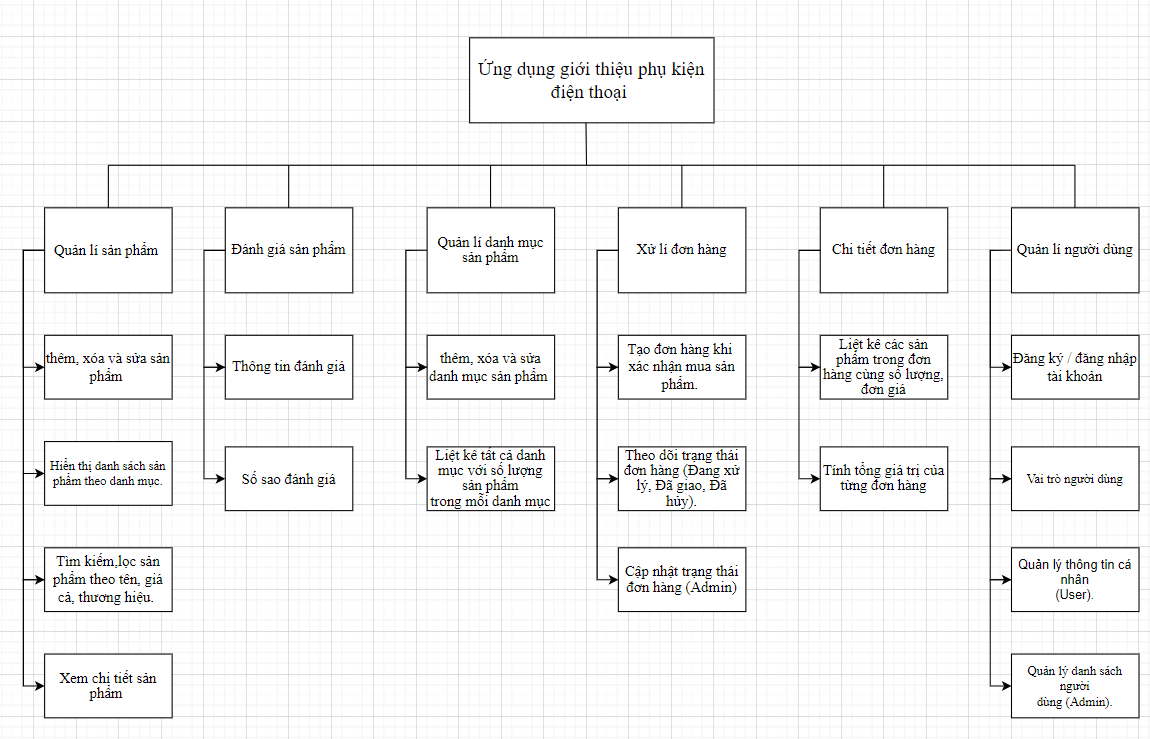 Ứng dụng giới thiệu phụ kiện
điện thoại
Quản lí sản phẩm
Đánh giá sản phẩm
Quản lí danh mục
sản phẩm
Xử lí đơn hàng
Chi tiết đơn hàng
Quản lí người dùng
thêm, xóa và sửa sản
phẩm
Thông tin đánh giá
thêm, xóa và sửa
danh mục sản phẩm
Tạo đơn hàng khi
xác nhận mua sản
phẩm.
Liệt kê các sản
phẩm trong đơn
hàng cùng số lượng,
đơn giá
Đăng ký / đăng nhập
tài khoản
Hiển thị danh sách sản
phẩm theo danh mục.
Số sao đánh giá
Liệt kê tất cả danh
mục với số lượng
sản phẩm
trong mỗi danh mục
Theo dõi trạng thái
đơn hàng (Đang xử
lý, Đã giao, Đã
hủy).
Tính tổng giá trị của
từng đơn hàng
Vai trò người dùng
Tìm kiếm,lọc sản
phẩm theo tên, giá
cả, thương hiệu.
Cập nhật trạng thái
đơn hàng (Admin)
Quản lý thông tin cá
nhân
(User).
Xem chị tiết sản
phẩm
Quản lý danh sách
người
dùng (Admin).